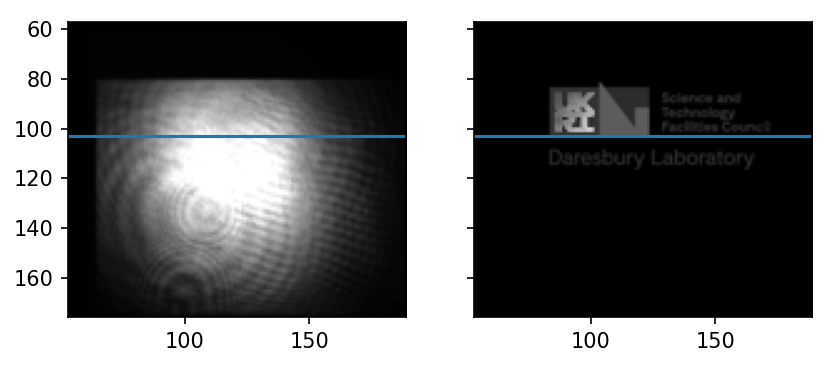 60
80
100
120
140
160
100
150
UK
RI
Science and
Technology
Facilities Council
Daresbury Laboratory
100
150